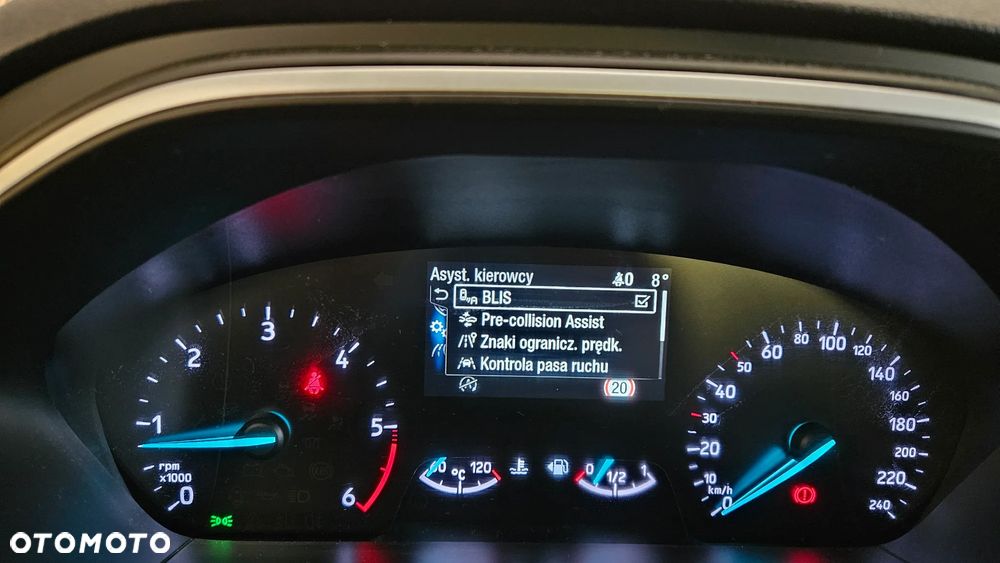 Asyst. kierowcy 8°
BLIS
Pre-collision Assist
Znaki ogranicz. prędk.
Kontrola pasa ruchu
20
0 1 2 3 4 5 6
rpm
x1000
60 °C 120
0 1/2 1
0 10 20 30 40 50 60 80 100 120 140 160 180 200 220 240
km/h
OTOMOTO